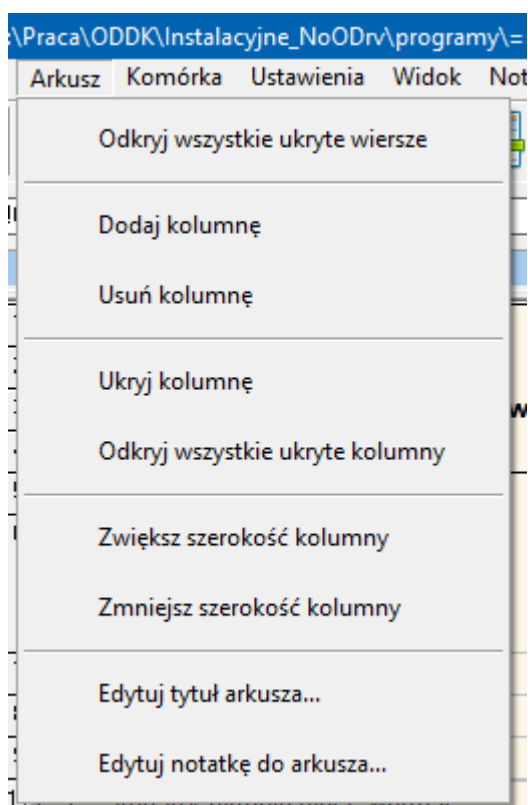 :\Praca\ODDK\Instalacyjne_NoODrv\programy\=
Arkusz Komórka Ustawienia Widok Not
Odkryj wszystkie ukryte wiersze
Dodaj kolumnę
Usuń kolumnę
Ukryj kolumnę
Odkryj wszystkie ukryte kolumny
Zwiększ szerokość kolumny
Zmniejsz szerokość kolumny
Edytuj tytuł arkusza...
Edytuj notatkę do arkusza...